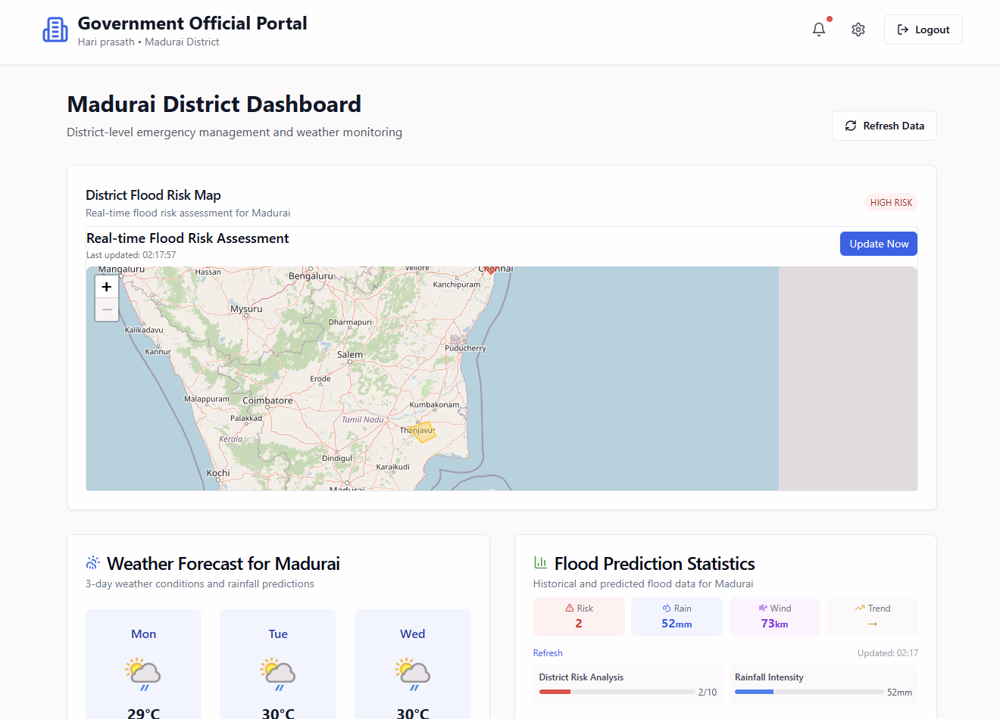 Government Official Portal
Hari prasath • Madurai District
Logout
Madurai District Dashboard
District-level emergency management and weather monitoring
Refresh Data
District Flood Risk Map
Real-time flood risk assessment for Madurai
HIGH RISK
Real-time Flood Risk Assessment
Last updated: 02:17:57
Update Now
+
−
Mangaluru
Hassan
Bengaluru
Vellore
Chennai
Kanchipuram
Mysuru
Dharmapuri
Kalikadavu
Kannur
Salem
Puducherry
Erode
Malappuram
Coimbatore
Kumbakonam
Palakkad
Tamil Nadu
Thanjavur
Kerala
Dindigul
Karaikudi
Kochi
Madurai
Weather Forecast for Madurai
3-day weather conditions and rainfall predictions
Mon
Tue
Wed
29°C
30°C
30°C
Flood Prediction Statistics
Historical and predicted flood data for Madurai
Risk
2
Rain
52mm
Wind
73km
Trend
→
Refresh
Updated: 02:17
District Risk Analysis
2/10
Rainfall Intensity
52mm